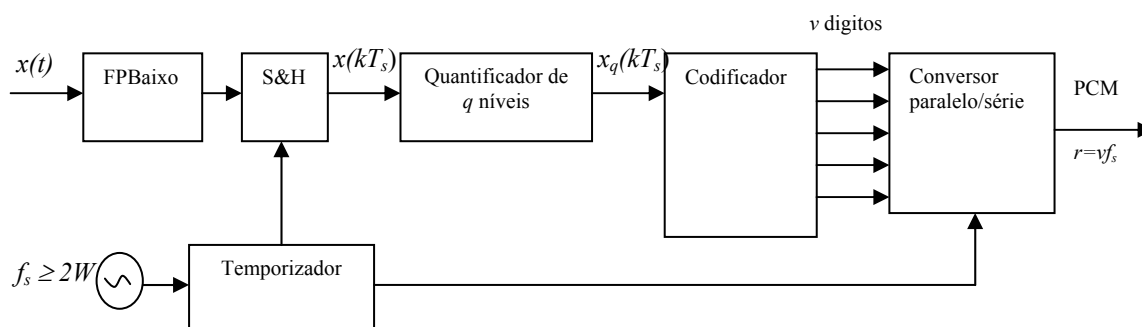 v digitos
x(t)
FPBaixo
S&H
x(kTs)
Quantificador de
q níveis
xq(kTs)
Codificador
Conversor
paralelo/série
PCM
r=vfs
fs ≥ 2W
Temporizador